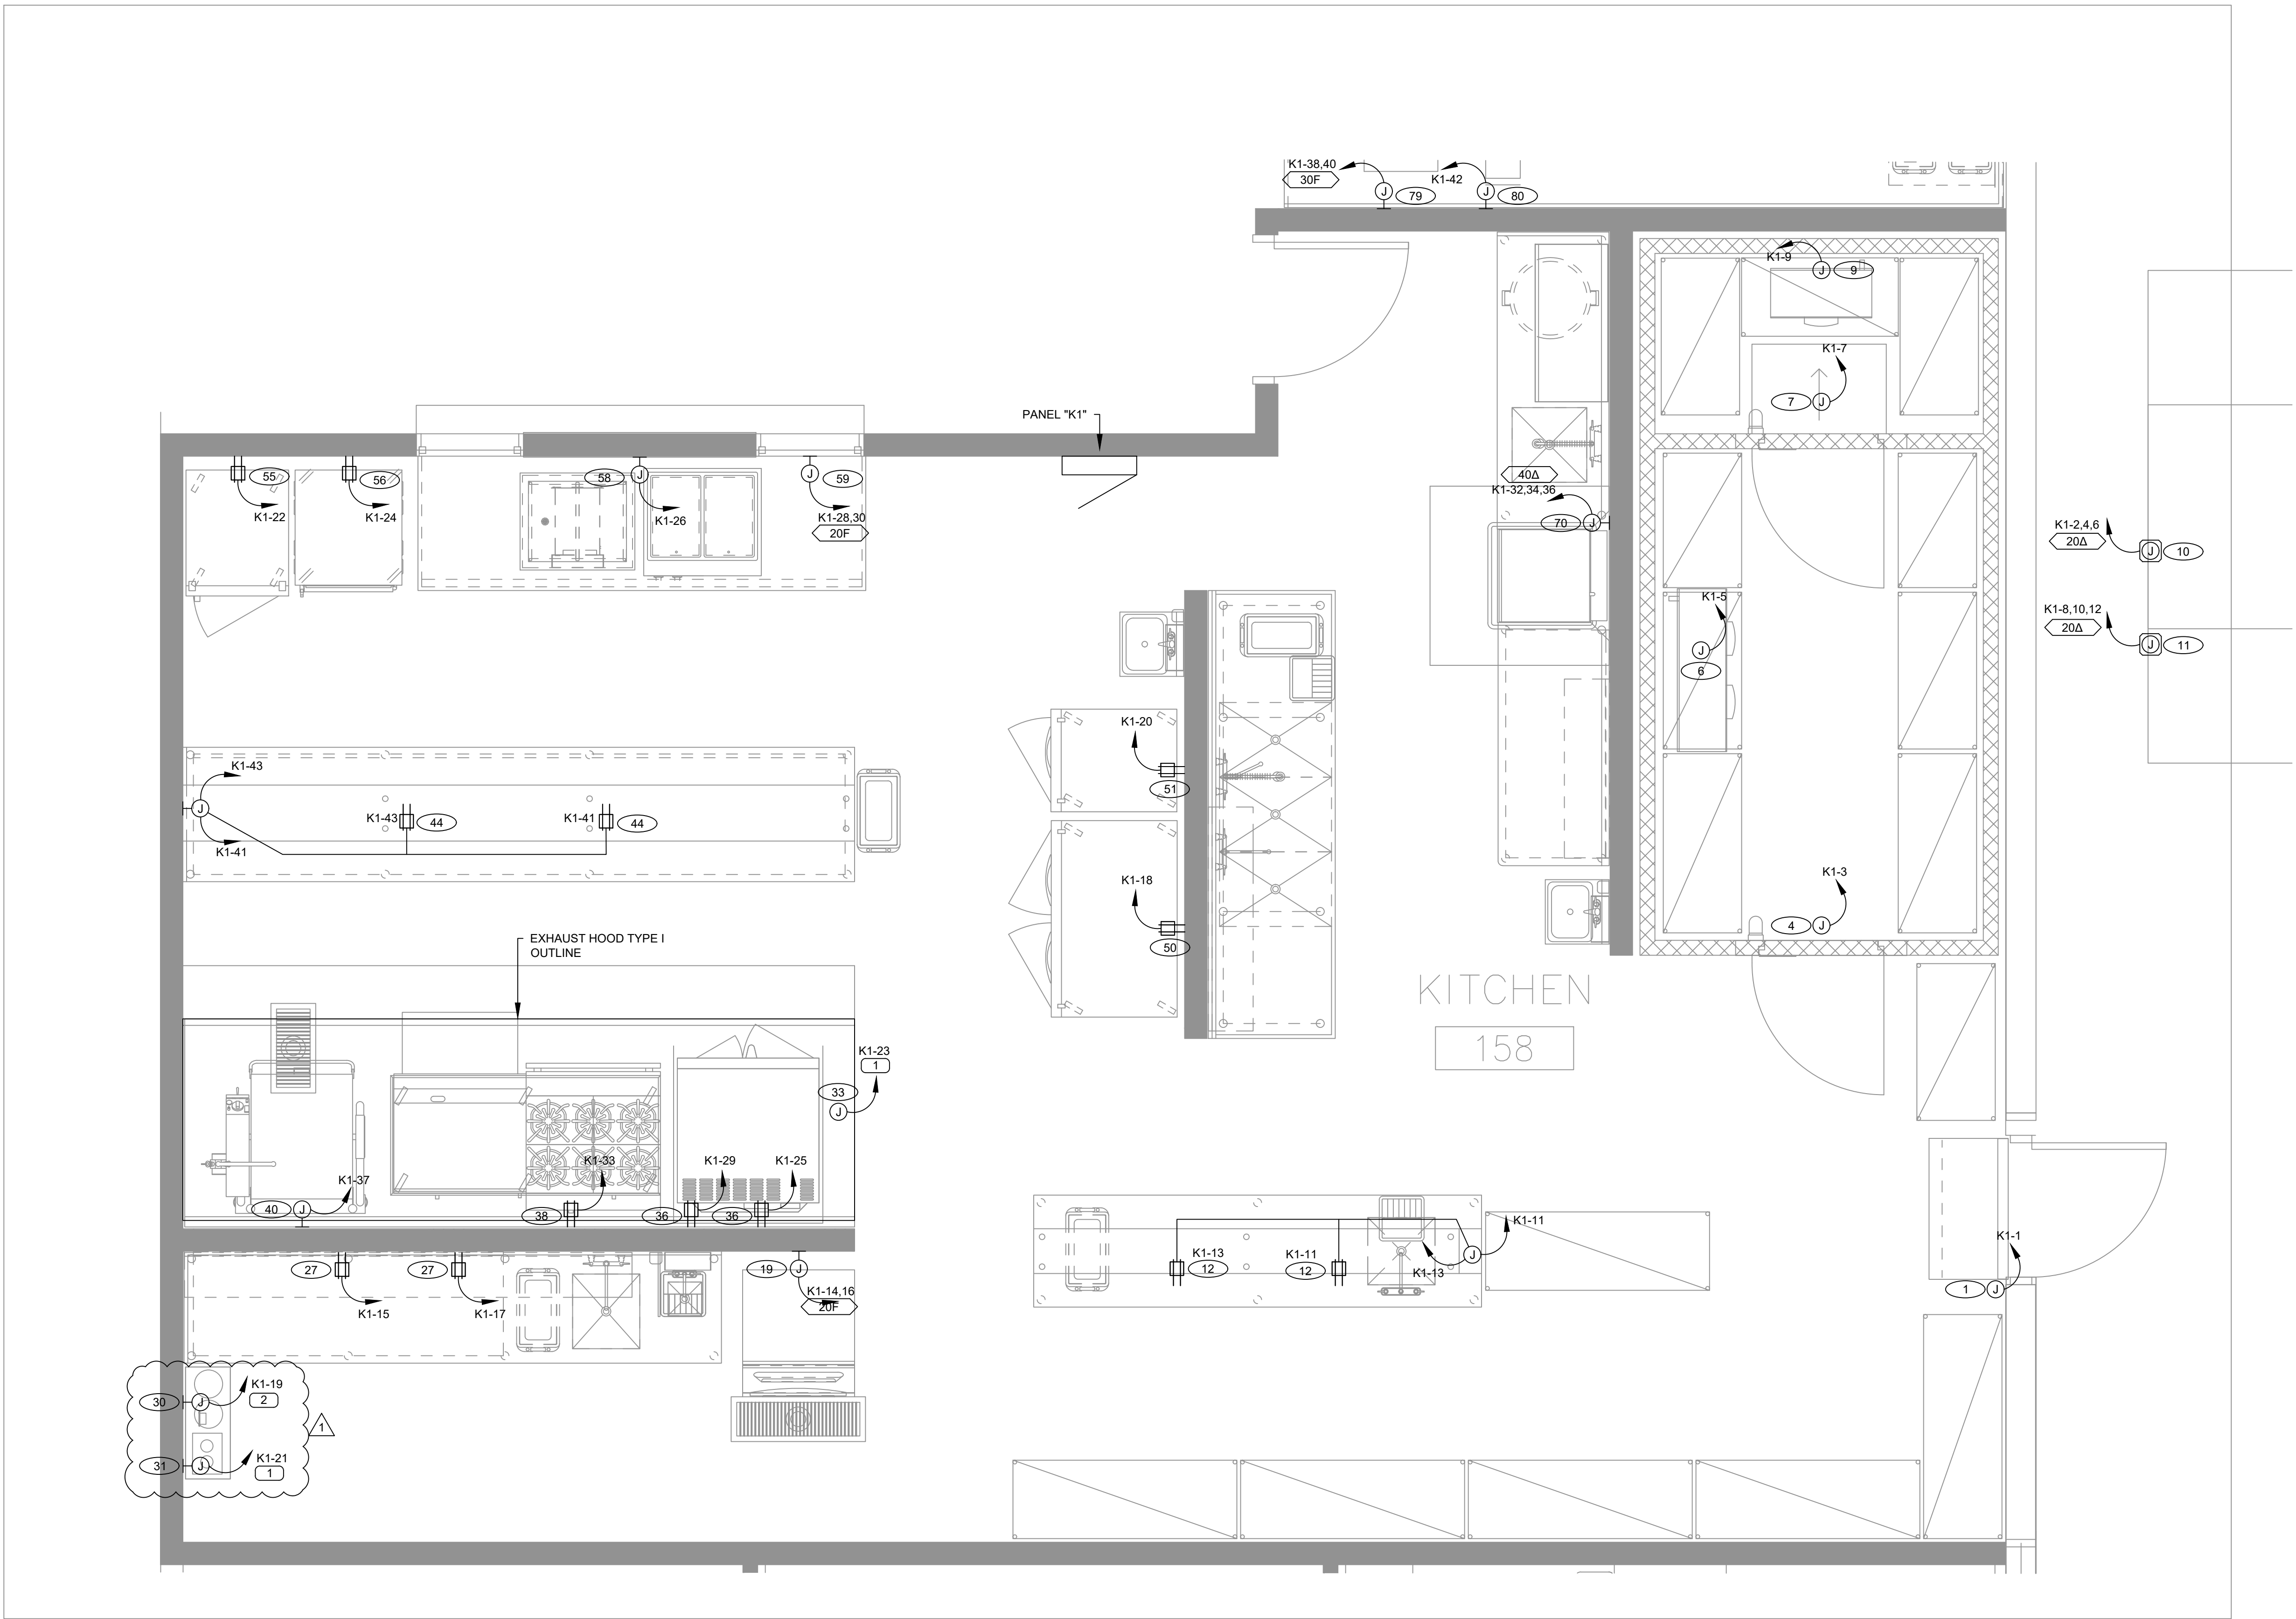 K1-38,40
30F
K1-42
79
80
K1-9
9
K1-7
7
PANEL "K1"
55
56
58
59
K1-22
K1-24
K1-26
K1-28,30
20F
40Δ
K1-32,34,36
70
K1-2,4,6
20Δ
10
K1-8,10,12
20Δ
11
K1-5
6
K1-20
51
K1-43
K1-43
44
K1-41
44
K1-41
K1-18
50
K1-3
4
EXHAUST HOOD TYPE I
OUTLINE
KITCHEN
158
K1-23
1
33
K1-33
K1-29
K1-25
K1-37
40
38
36
36
K1-11
K1-13
12
K1-11
12
K1-13
K1-1
1
27
27
19
K1-15
K1-17
K1-14,16
20F
K1-19
2
30
1
K1-21
1
31